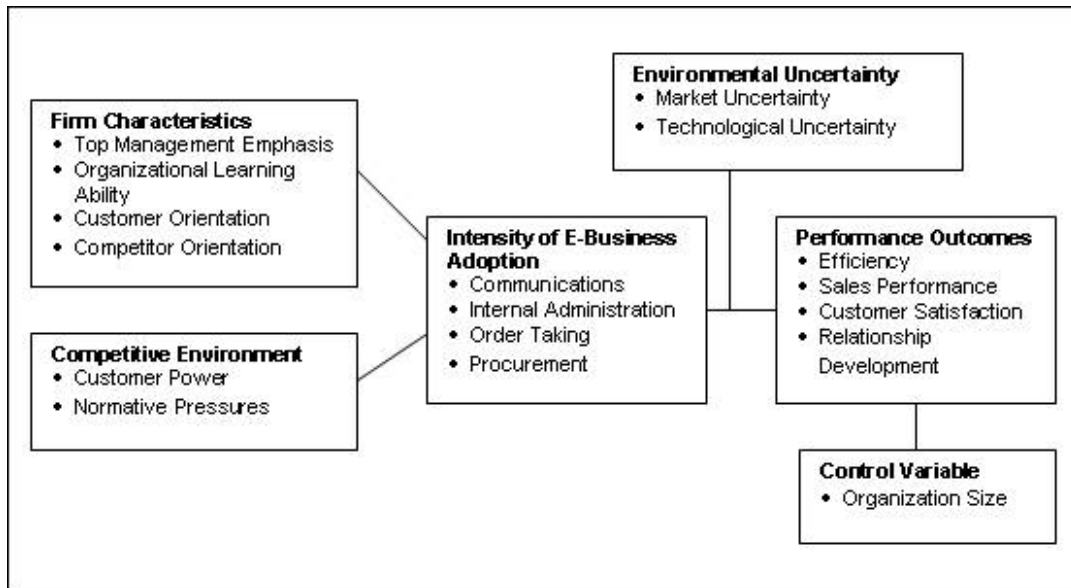 Environmental Uncertainty
• Market Uncertainty
• Technological Uncertainty
Firm Characteristics
• Top Management Emphasis
• Organizational Learning
Ability
• Customer Orientation
• Competitor Orientation
Intensity of E-Business
Adoption
• Communications
• Internal Administration
• Order Taking
• Procurement
Performance Outcomes
• Efficiency
• Sales Performance
• Customer Satisfaction
• Relationship
Development
Competitive Environment
• Customer Power
• Normative Pressures
Control Variable
• Organization Size